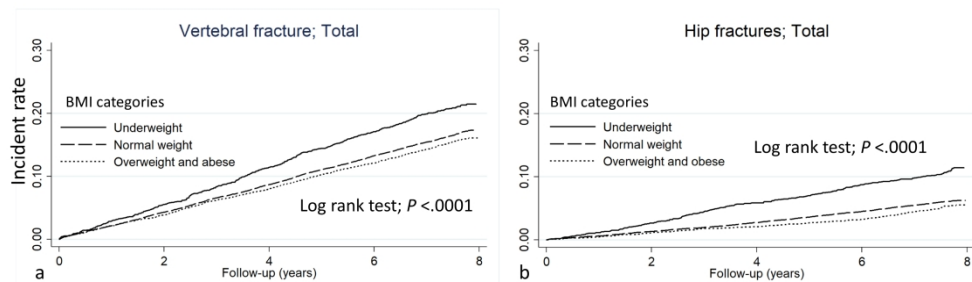 Vertebral fracture; Total
0.30
0.20
0.10
0.00
Incident rate
BMI categories
Underweight
Normal weight
Overweight and abese
Log rank test; P <.0001
0 2 4 6 8
a
Follow-up (years)
Hip fractures; Total
0.30
0.20
0.10
0.00
BMI categories
Underweight
Normal weight
Overweight and obese
Log rank test; P <.0001
0 2 4 6 8
b
Follow-up (years)